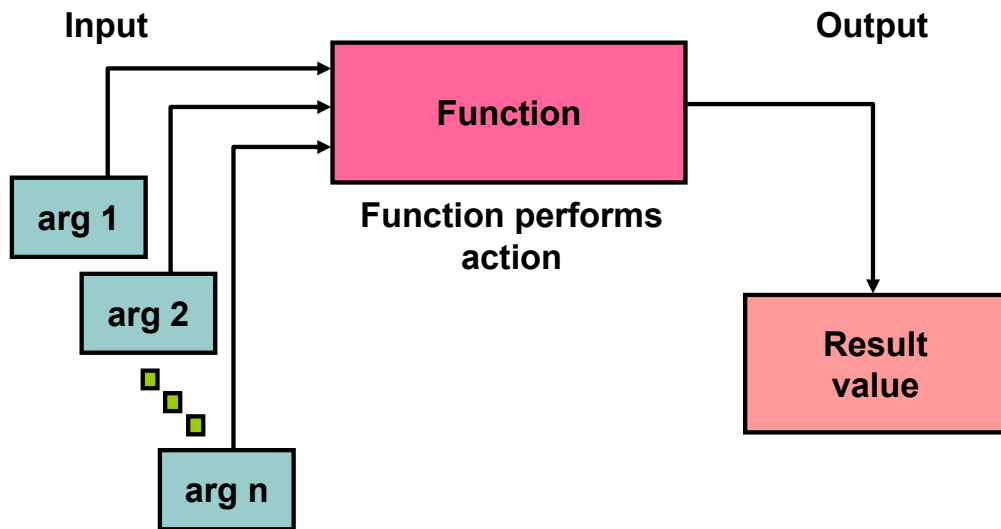 Input
Output
Function
arg 1
Function performs
action
arg 2
Result
value
arg n